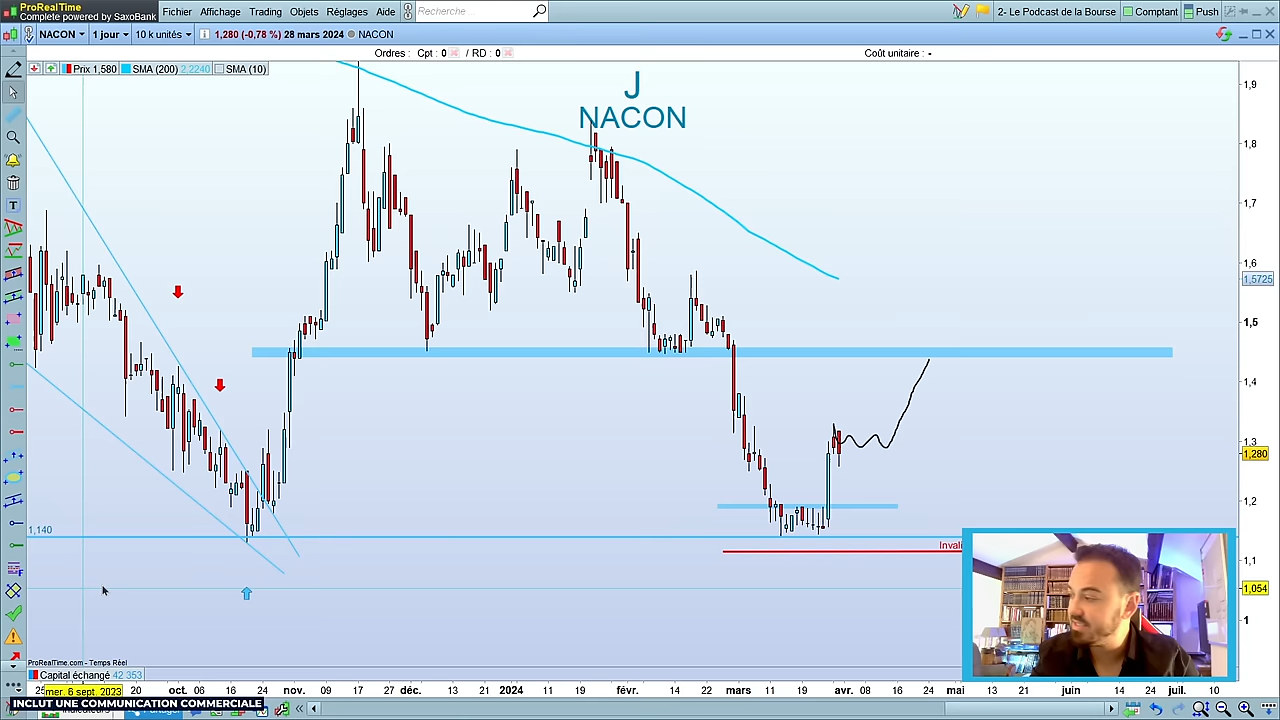 ProRealTime
Complete powered by SaxoBank
Fichier Affichage Trading Objets Réglages Aide
Recherche
2- Le Podcast de la Bourse Comptant Push
NACON 1 jour 10 k unités 1,280 (-0,78 %) 28 mars 2024 NACON
Ordres : Cpt : 0 / RD : 0 Coût unitaire : -
Prix 1,580 SMA (200) 2,2240 SMA (10)
J
NACON
1,9
1,8
1,7
1,6
1,5725
1,5
1,4
1,3
1,280
1,2
1,140
Invali
1,1
1,054
1
ProRealTime.com - Temps Réel
Capital échangé 42 353
mer. 6 sept. 2023 20 oct. 06 16 24 nov. 09 17 27 déc. 13 21 2024 11 19 févr. 14 22 mars 19 avr. 08 16 24 mai 13 23 juin 14 24 juil. 10
INCLUT UNE COMMUNICATION COMMERCIALE